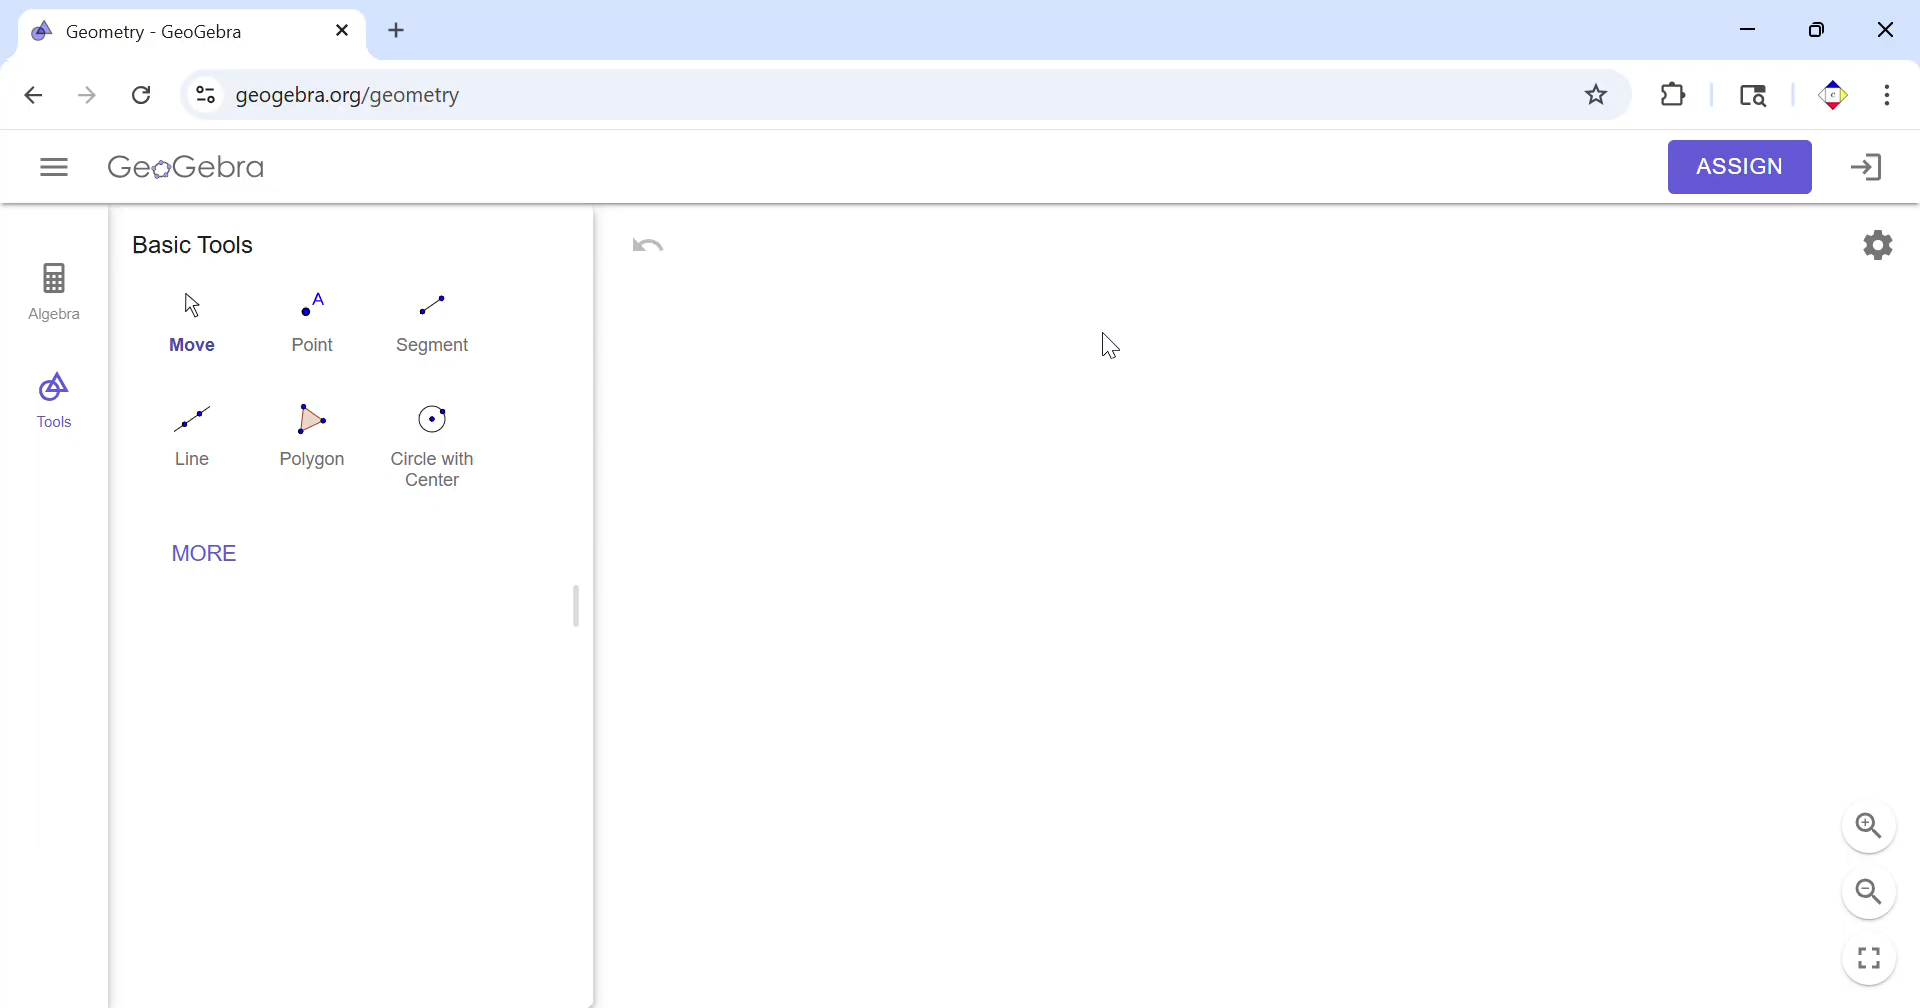 Geometry - GeoGebra
geogebra.org/geometry
GeoGebra
ASSIGN
Algebra
Tools
Basic Tools
A
Move
Point
Segment
Line
Polygon
Circle with
Center
MORE